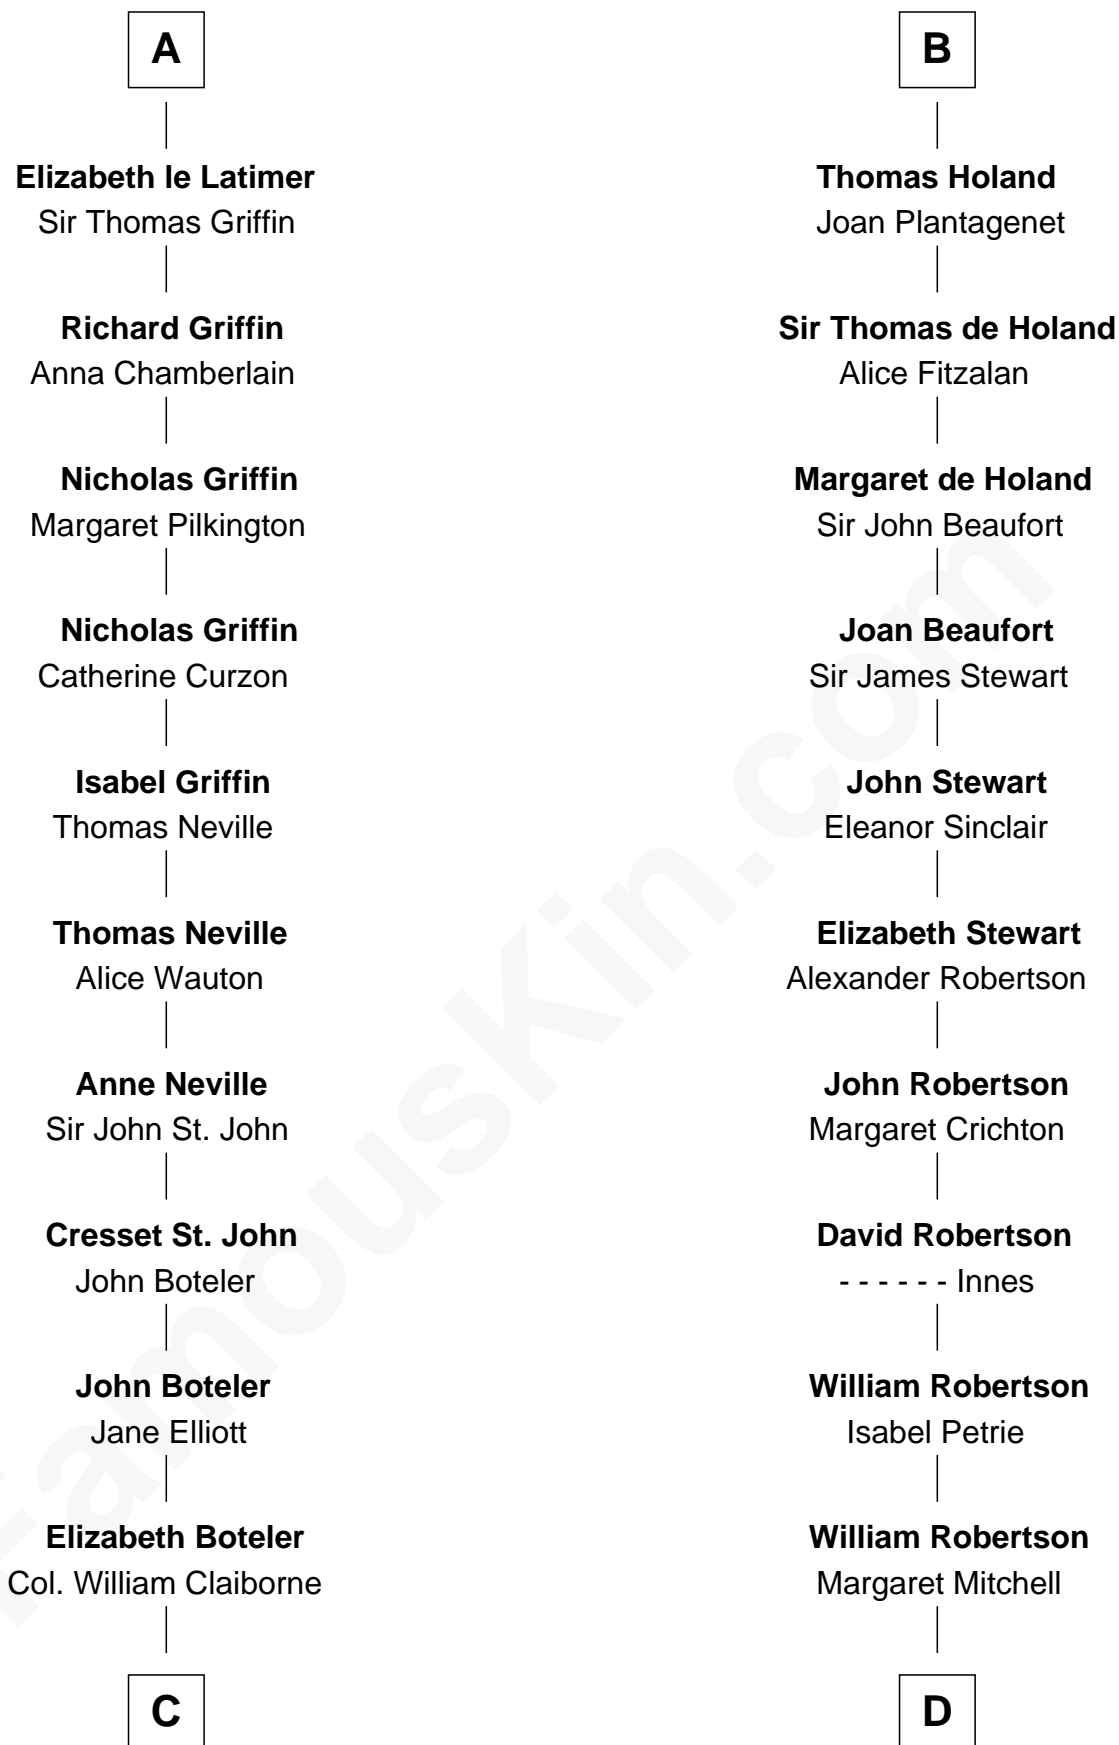 A
Elizabeth le Latimer
Sir Thomas Griffin
Richard Griffin
Anna Chamberlain
Nicholas Griffin
Margaret Pilkington
Nicholas Griffin
Catherine Curzon
Isabel Griffin
Thomas Neville
Thomas Neville
Alice Wauton
Anne Neville
Sir John St. John
Cresset St. John
John Boteler
John Boteler
Jane Elliott
Elizabeth Boteler
Col. William Claiborne
C
B
Thomas Holand
Joan Plantagenet
Sir Thomas de Holand
Alice Fitzalan
Margaret de Holand
Sir John Beaufort
Joan Beaufort
Sir James Stewart
John Stewart
Eleanor Sinclair
Elizabeth Stewart
Alexander Robertson
John Robertson
Margaret Crichton
David Robertson
- - - - - - Innes
William Robertson
Isabel Petrie
William Robertson
Margaret Mitchell
D
FamousKin.com